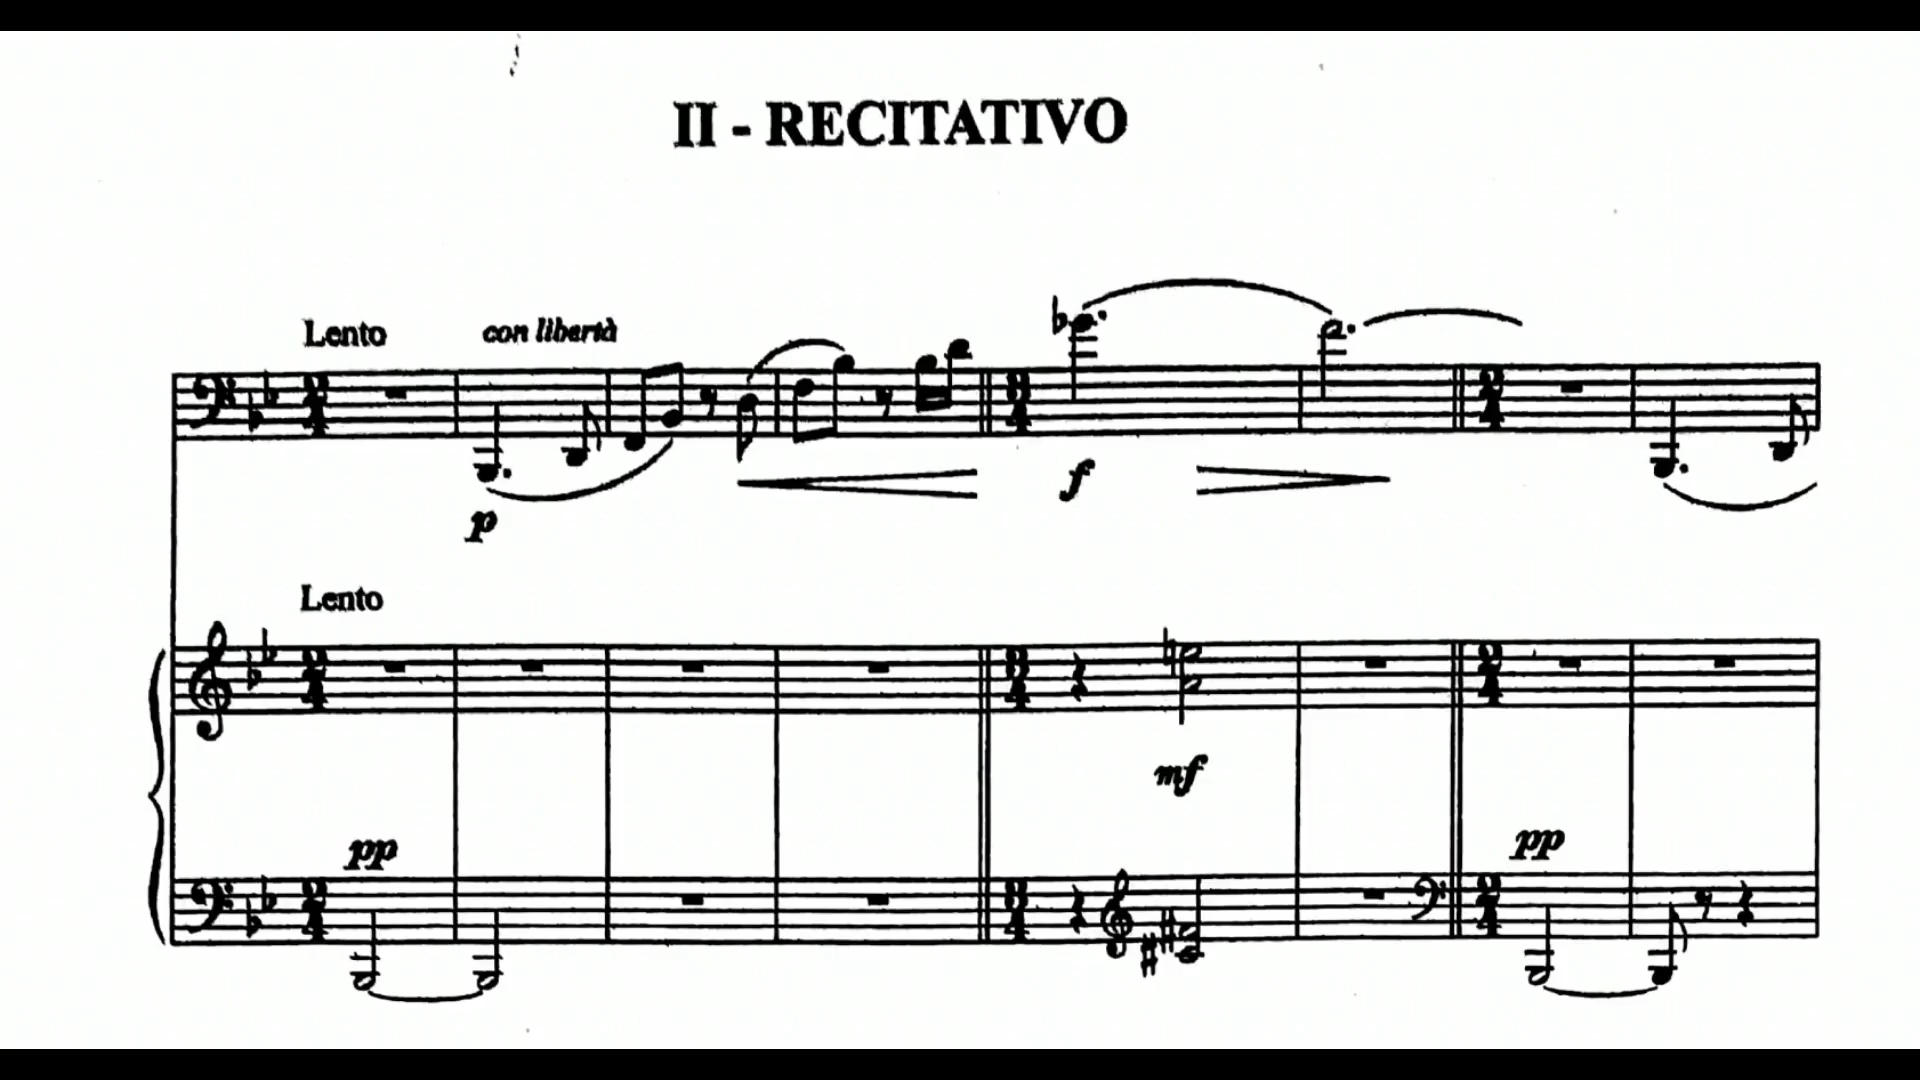 II - RECITATIVO
Lento
con libertà
p
f
Lento
mf
pp
pp